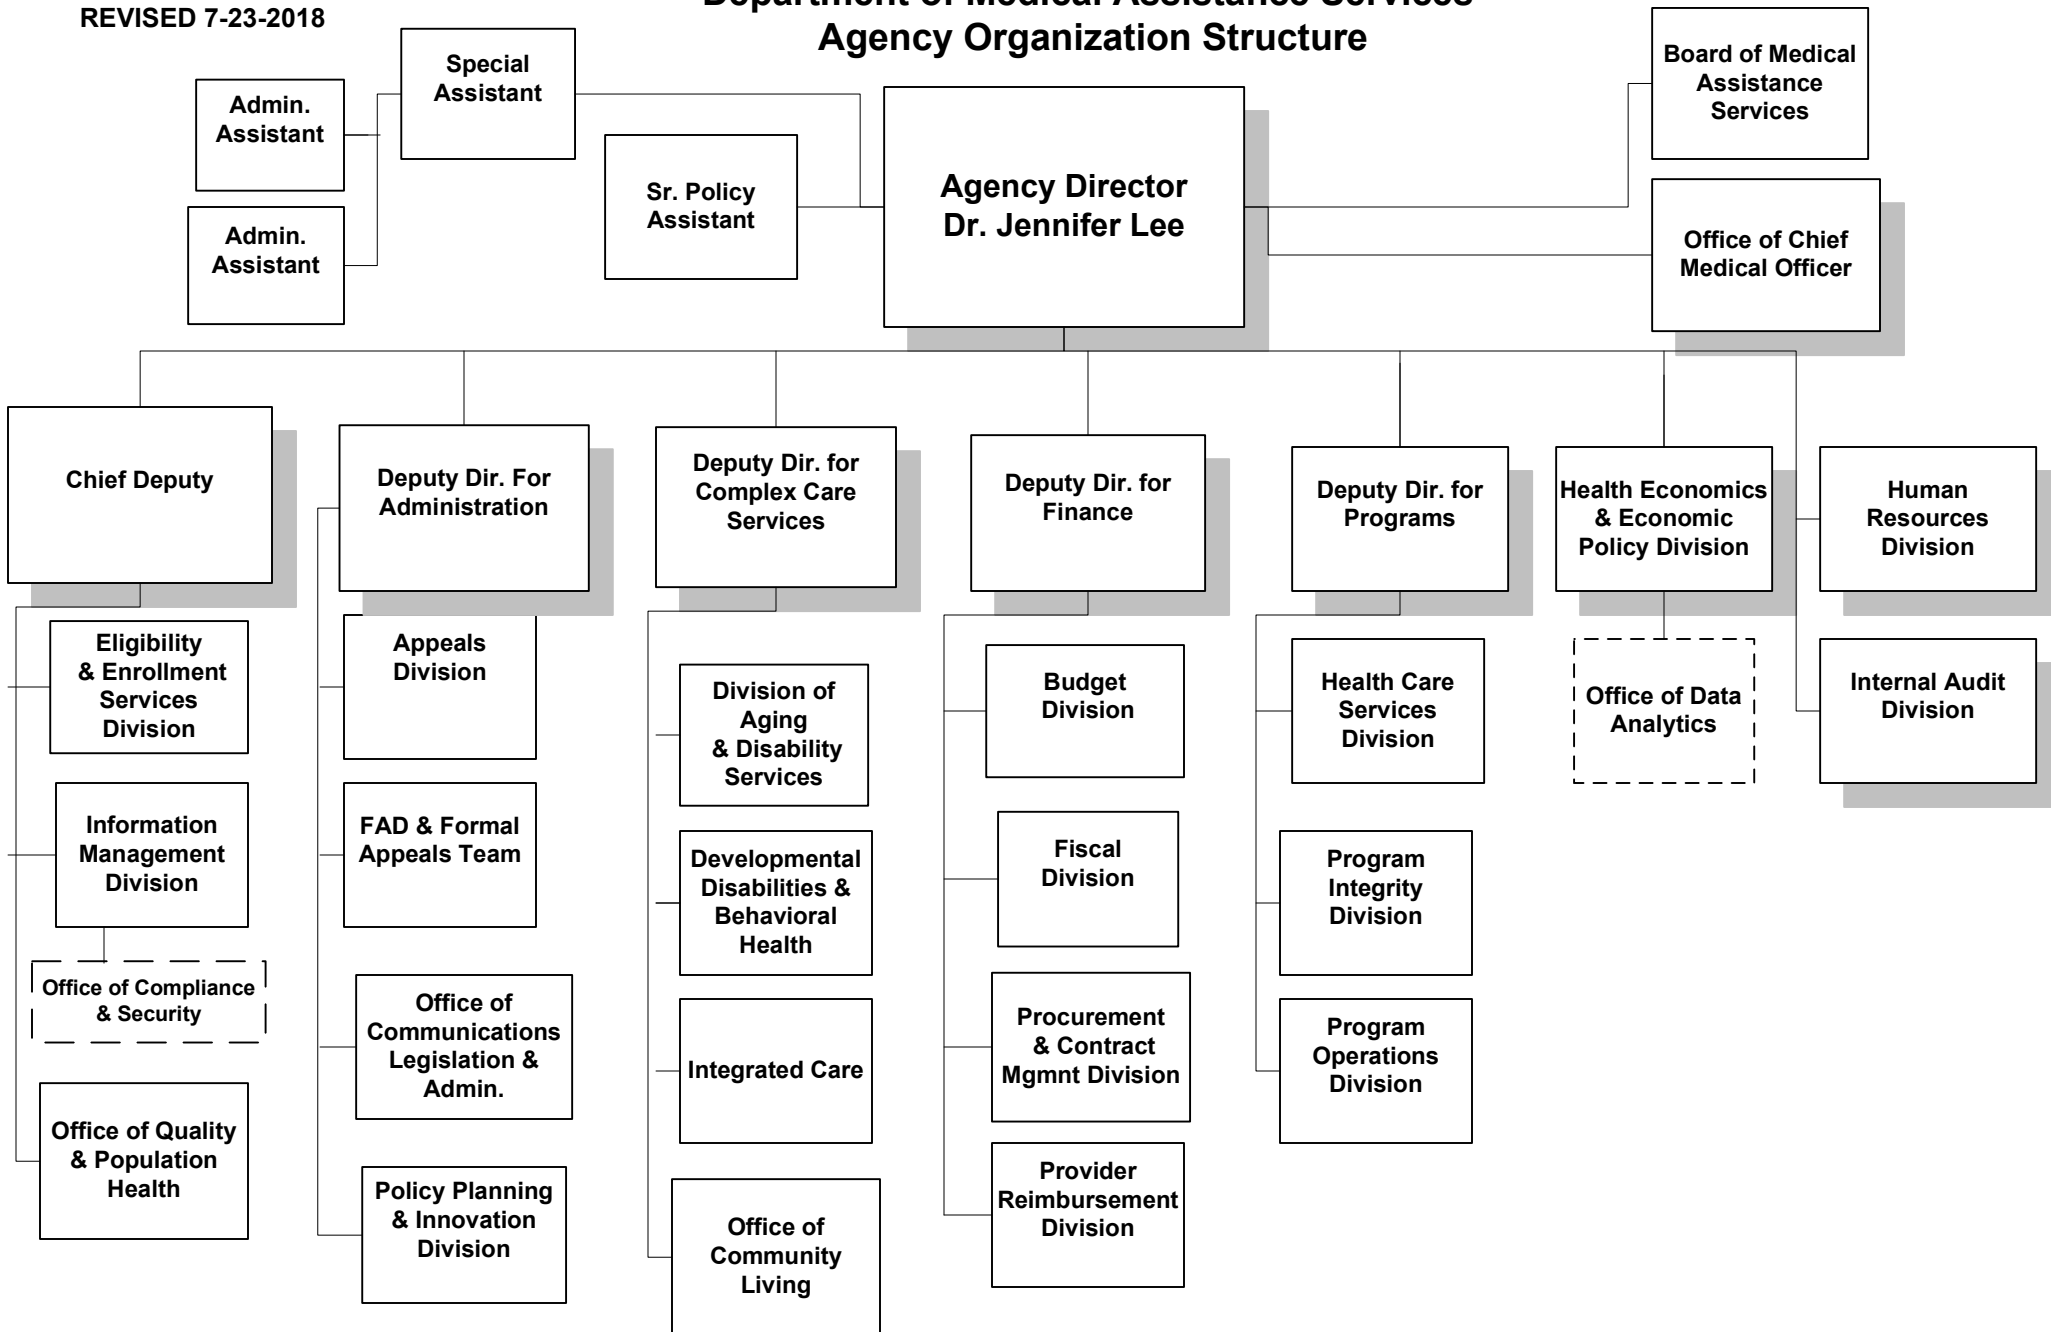 REVISED 7-23-2018
Department of Medical Assistance Services
Agency Organization Structure
Special
Assistant
Admin.
Assistant
Admin.
Assistant
Sr. Policy
Assistant
Agency Director
Dr. Jennifer Lee
Board of Medical
Assistance
Services
Office of Chief
Medical Officer
Chief Deputy
Deputy Dir. For
Administration
Deputy Dir. for
Complex Care
Services
Deputy Dir. for
Finance
Deputy Dir. for
Programs
Health Economics
& Economic
Policy Division
Human
Resources
Division
Eligibility
& Enrollment
Services
Division
Information
Management
Division
Office of Compliance
& Security
Office of Quality
& Population
Health
Appeals
Division
FAD & Formal
Appeals Team
Office of
Communications
Legislation &
Admin.
Policy Planning
& Innovation
Division
Division of
Aging
& Disability
Services
Developmental
Disabilities &
Behavioral
Health
Integrated Care
Office of
Community
Living
Budget
Division
Fiscal
Division
Procurement
& Contract
Mgmnt Division
Provider
Reimbursement
Division
Health Care
Services
Division
Program
Integrity
Division
Program
Operations
Division
Office of Data
Analytics
Internal Audit
Division